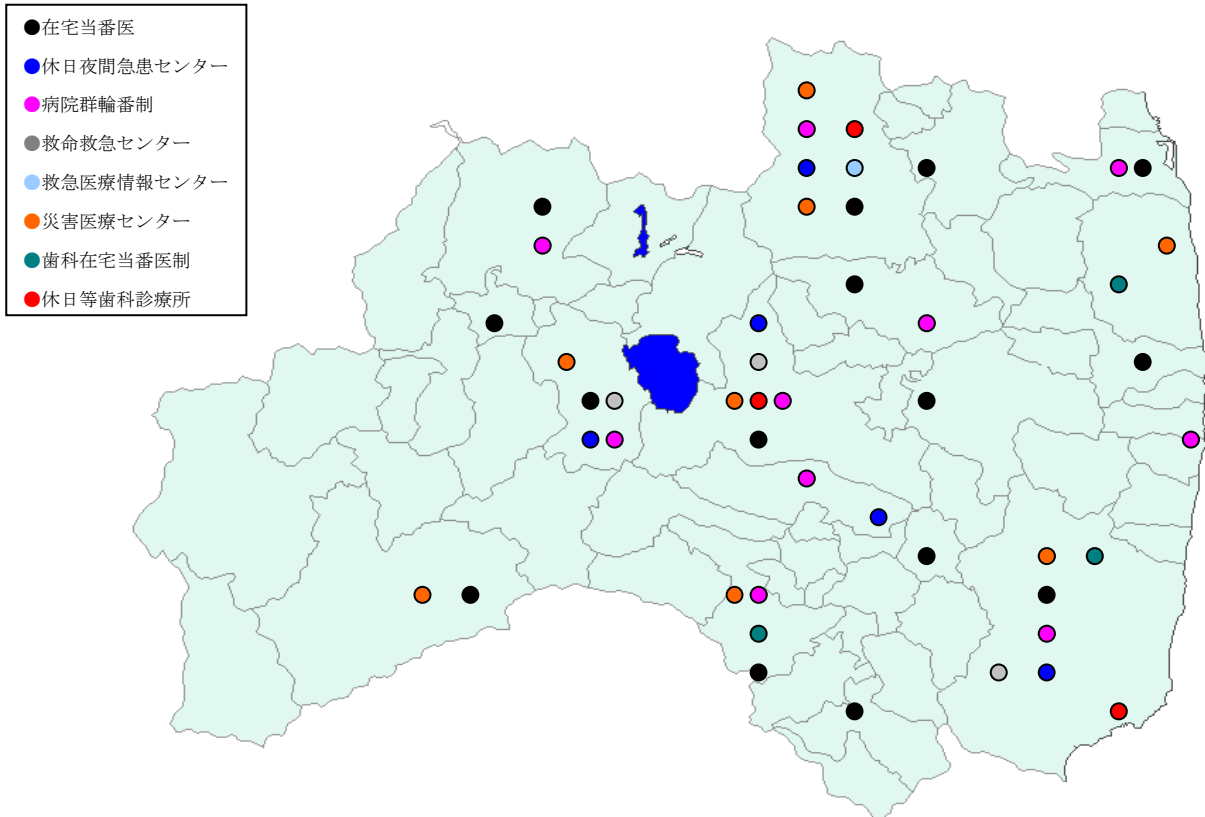 在宅当番医
休日夜間急患センター
病院群輪番制
救命救急センター
救急医療情報センター
災害医療センター
歯科在宅当番医制
休日等歯科診療所